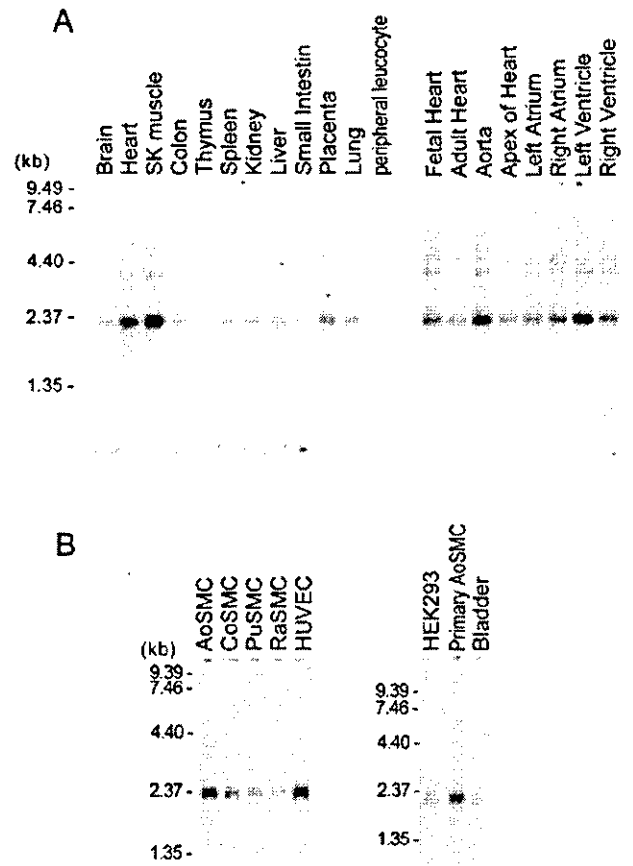 A
Brain
Heart
SK muscle
Colon
Thymus
Spleen
Kidney
Liver
Small Intestin
Placenta
Lung
peripheral leucocyte
Fetal Heart
Adult Heart
Aorta
Apex of Heart
Left Atrium
Right Atrium
Left Ventricle
Right Ventricle
(kb)
9.49 -
7.46 -
4.40 -
2.37 -
1.35 -
B
AoSMC
CoSMC
PuSMC
RaSMC
HUVEC
(kb)
9.39 -
7.46 -
4.40 -
2.37 -
1.35 -
HEK293
Primary AoSMC
Bladder
9.39 -
7.46 -
4.40 -
2.37 -
1.35 -